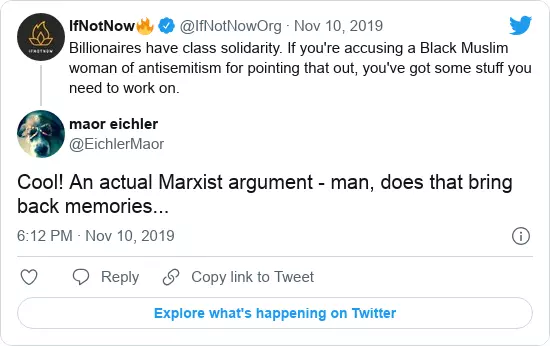 IfNotNow🔥 @IfNotNowOrg · Nov 10, 2019
Billionaires have class solidarity. If you're accusing a Black Muslim
woman of antisemitism for pointing that out, you've got some stuff you
need to work on.
IFNOTNOW
maor eichler
@EichlerMaor
Cool! An actual Marxist argument - man, does that bring
back memories...
6:12 PM · Nov 10, 2019
Reply
Copy link to Tweet
Explore what's happening on Twitter